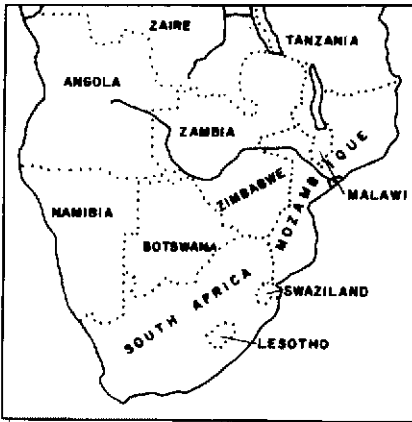 ZAIRE
TANZANIA
ANGOLA
ZAMBIA
MALAWI
ZIMBABWE
MOZAMBIQUE
NAMIBIA
BOTSWANA
SWAZILAND
SOUTH AFRICA
LESOTHO